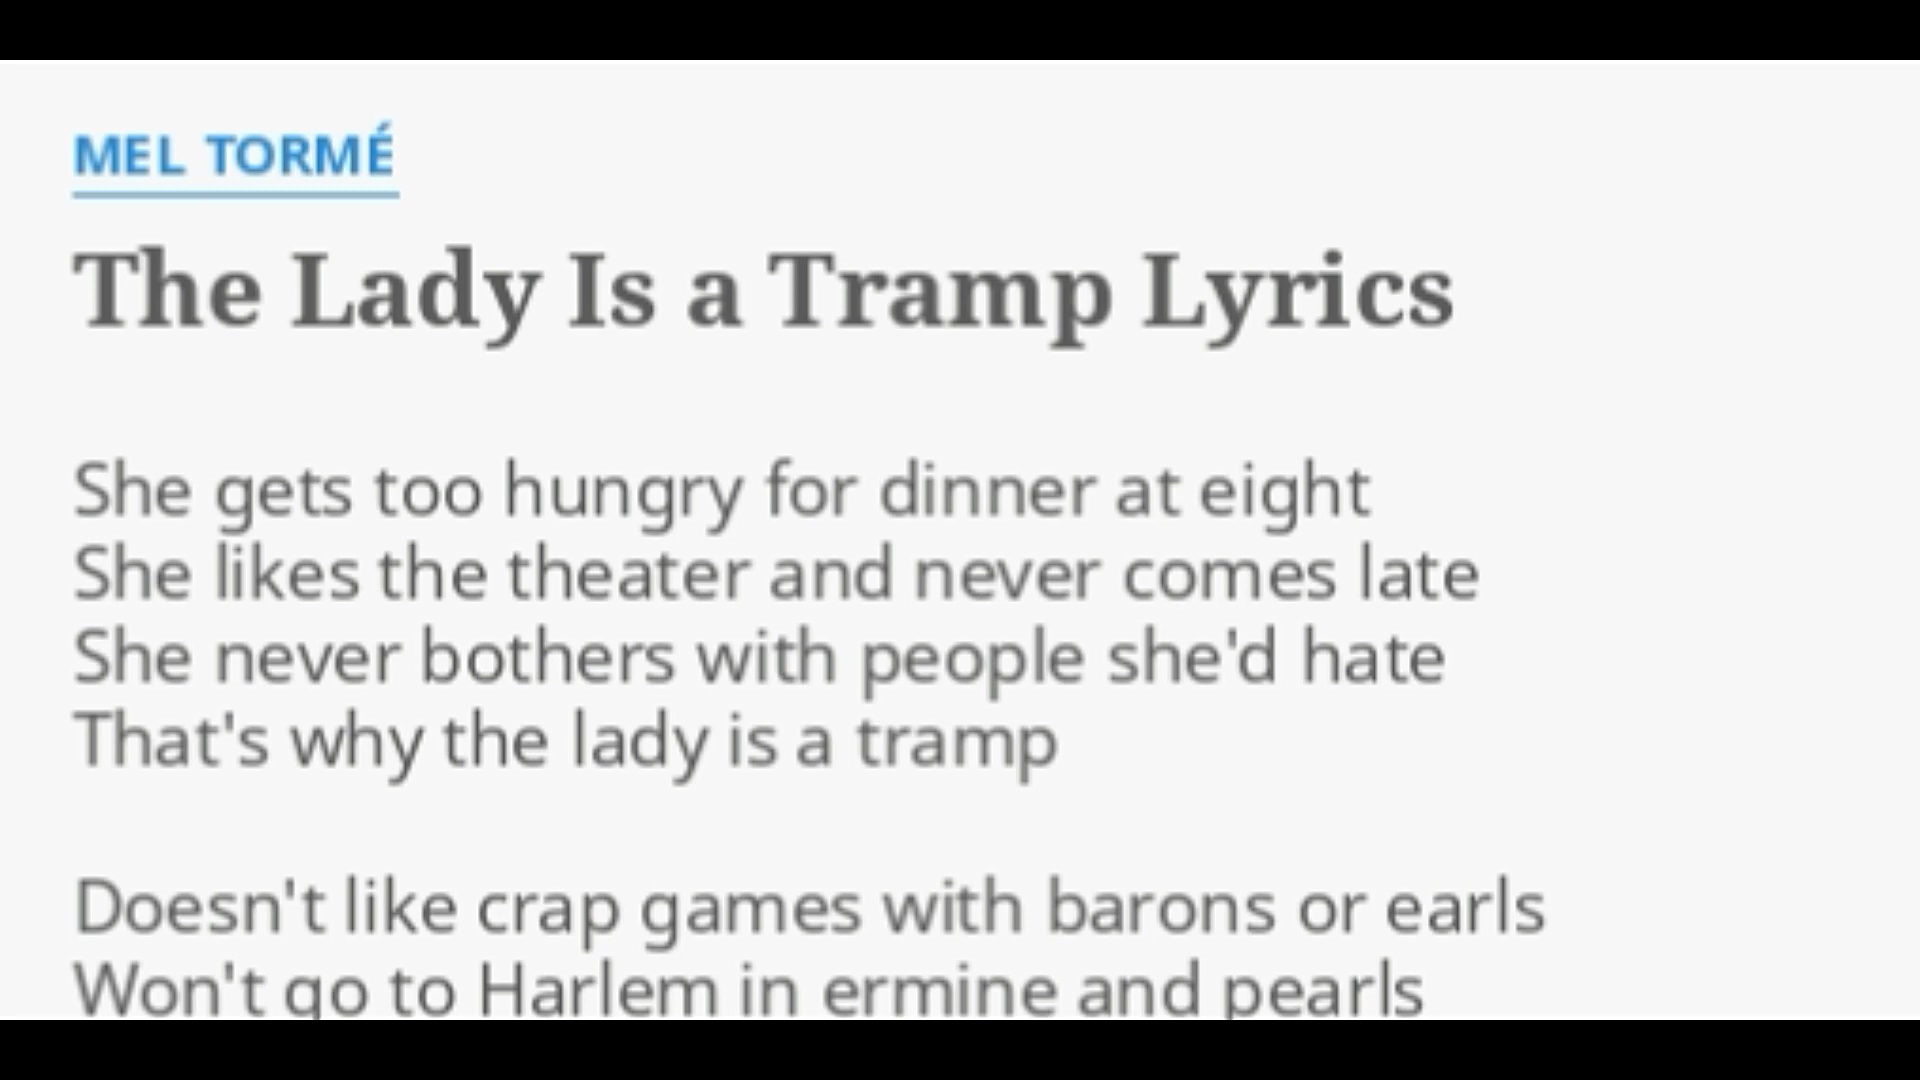 MEL TORMÉ
The Lady Is a Tramp Lyrics
She gets too hungry for dinner at eight
She likes the theater and never comes late
She never bothers with people she'd hate
That's why the lady is a tramp
Doesn't like crap games with barons or earls
Won't go to Harlem in ermine and pearls